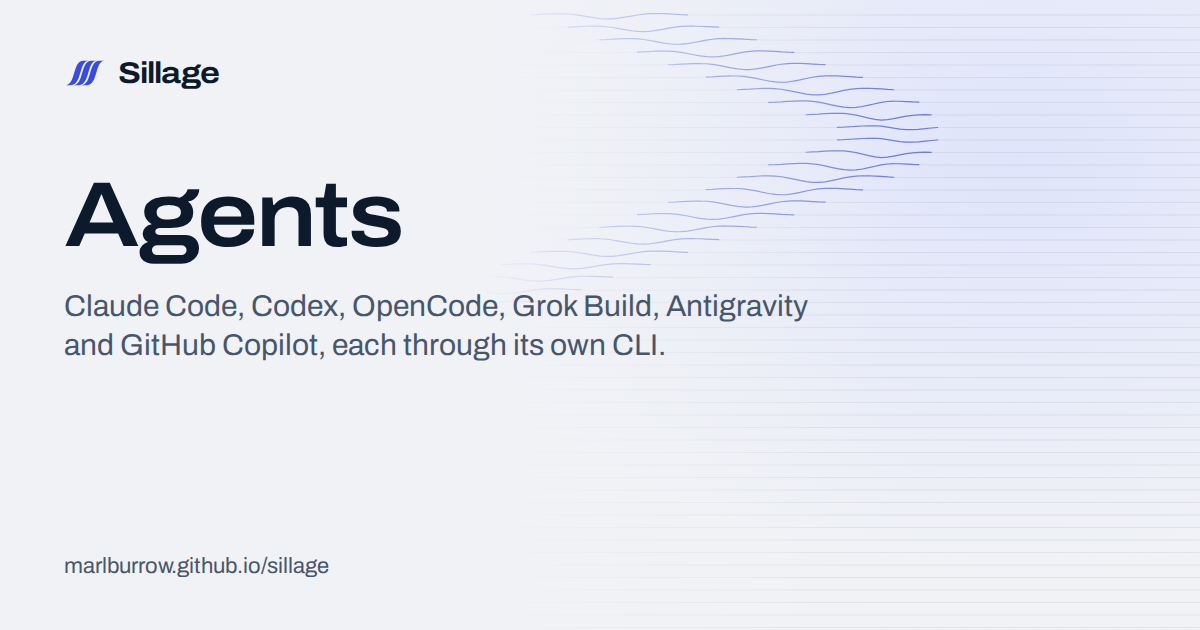 Sillage
Agents
Claude Code, Codex, OpenCode, Grok Build, Antigravity
and GitHub Copilot, each through its own CLI.
marlburrow.github.io/sillage